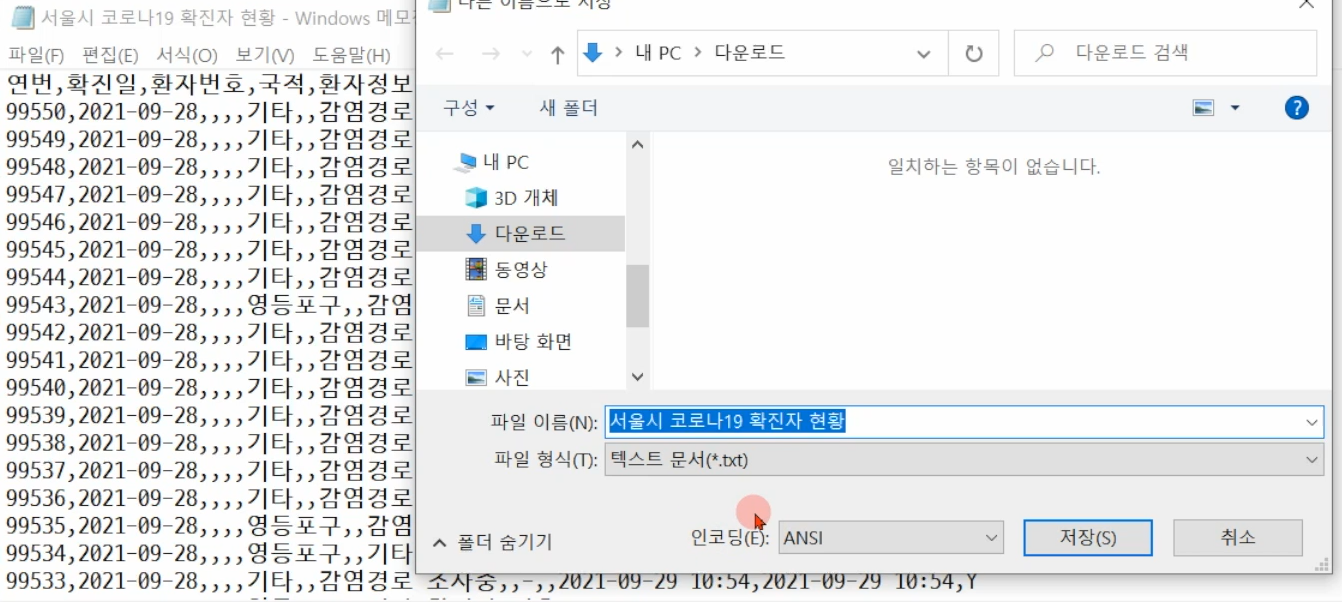 서울시 코로나19 확진자 현황 - Windows 메모
다른 이름으로 저장
파일(F) 편집(E) 서식(O) 보기(V) 도움말(H)
내 PC > 다운로드
다운로드 검색
구성 새 폴더
내 PC
3D 개체
다운로드
동영상
문서
바탕 화면
사진
일치하는 항목이 없습니다.
파일 이름(N): 서울시 코로나19 확진자 현황
파일 형식(T): 텍스트 문서(*.txt)
폴더 숨기기
인코딩(E): ANSI
저장(S)
취소
연번,확진일,환자번호,국적,환자정보
99550,2021-09-28,,,,기타,,감염경로
99549,2021-09-28,,,,기타,,감염경로
99548,2021-09-28,,,,기타,,감염경로
99547,2021-09-28,,,,기타,,감염경로
99546,2021-09-28,,,,기타,,감염경로
99545,2021-09-28,,,,기타,,감염경로
99544,2021-09-28,,,,기타,,감염경로
99543,2021-09-28,,,,영등포구,,감염
99542,2021-09-28,,,,기타,,감염경로
99541,2021-09-28,,,,기타,,감염경로
99540,2021-09-28,,,,기타,,감염경로
99539,2021-09-28,,,,기타,,감염경로
99538,2021-09-28,,,,기타,,감염경로
99537,2021-09-28,,,,기타,,감염경로
99536,2021-09-28,,,,기타,,감염경로
99535,2021-09-28,,,,영등포구,,감염
99534,2021-09-28,,,,영등포구,,기타
99533,2021-09-28,,,,기타,,감염경로 조사중,,-,,2021-09-29 10:54,2021-09-29 10:54,Y